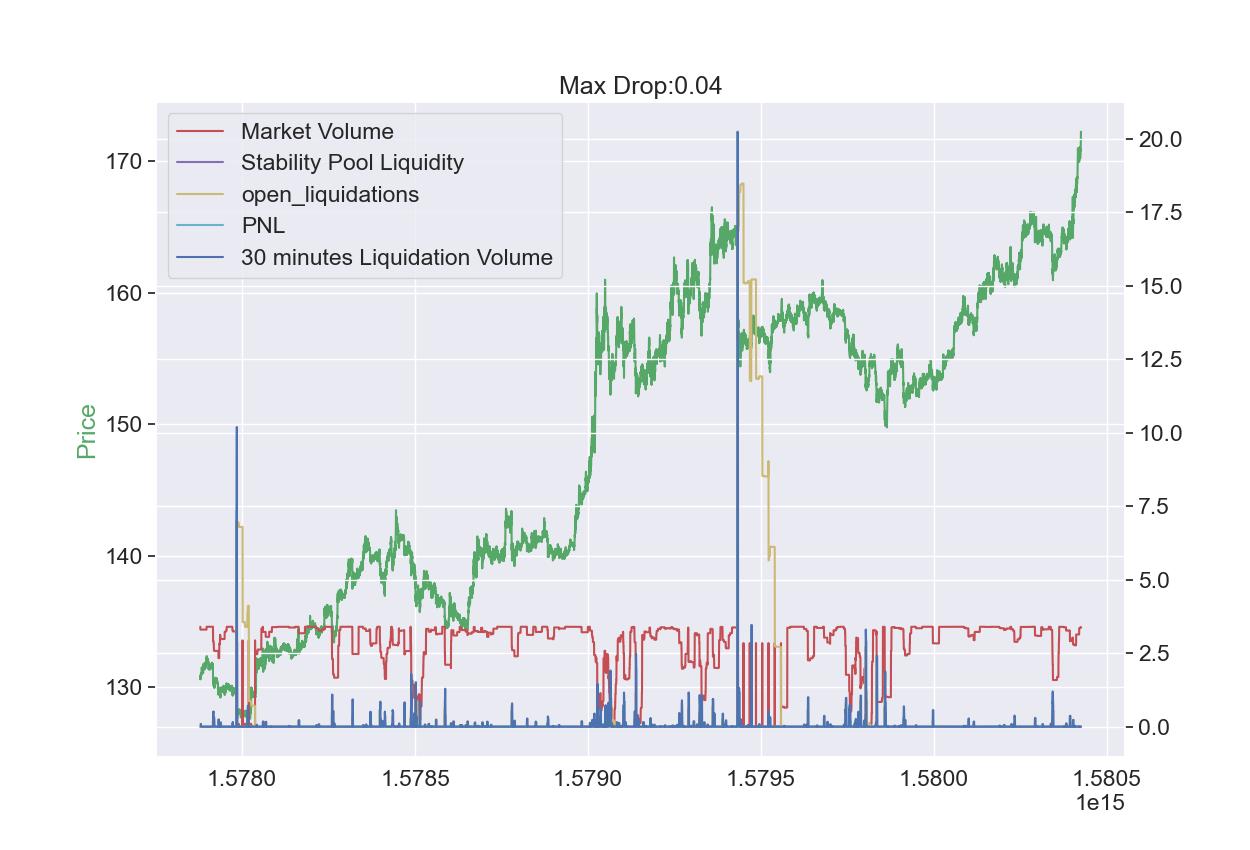 Max Drop:0.04
Market Volume
Stability Pool Liquidity
open_liquidations
PNL
30 minutes Liquidation Volume
Price
170
160
150
140
130
20.0
17.5
15.0
12.5
10.0
7.5
5.0
2.5
0.0
1.5780 1.5785 1.5790 1.5795 1.5800 1.5805
1e15